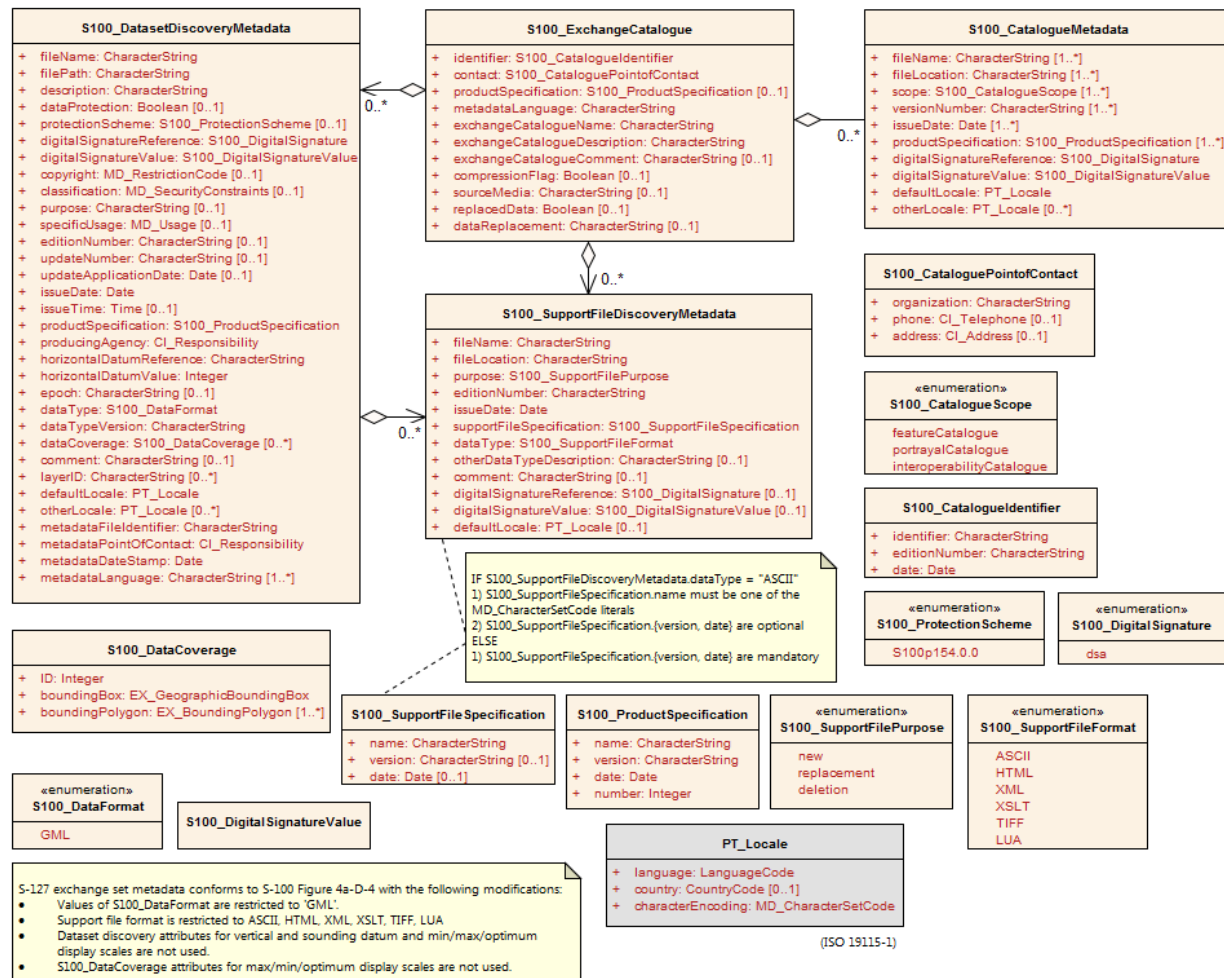 S100_DatasetDiscoveryMetadata
+ fileName: CharacterString
+ filePath: CharacterString
+ description: CharacterString
+ dataProtection: Boolean [0..1]
+ protectionScheme: S100_ProtectionScheme [0..1]
+ digitalSignatureReference: S100_DigitalSignature
+ digitalSignatureValue: S100_DigitalSignatureValue
+ copyright: MD_RestrictionCode [0..1]
+ classification: MD_SecurityConstraints [0..1]
+ purpose: CharacterString [0..1]
+ specificUsage: MD_Usage [0..1]
+ editionNumber: CharacterString [0..1]
+ updateNumber: CharacterString [0..1]
+ updateApplicationDate: Date [0..1]
+ issueDate: Date
+ issueTime: Time [0..1]
+ productSpecification: S100_ProductSpecification
+ producingAgency: CI_Responsibility
+ horizontalDatumReference: CharacterString
+ horizontalDatumValue: Integer
+ epoch: CharacterString [0..1]
+ dataType: S100_DataFormat
+ dataTypeVersion: CharacterString
+ dataCoverage: S100_DataCoverage [0..*]
+ comment: CharacterString [0..1]
+ layerID: CharacterString [0..*]
+ defaultLocale: PT_Locale
+ otherLocale: PT_Locale [0..*]
+ metadataFileIdentifier: CharacterString
+ metadataPointOfContact: CI_Responsibility
+ metadataDateStamp: Date
+ metadataLanguage: CharacterString [1..*]
0..*
S100_ExchangeCatalogue
+ identifier: S100_CatalogueIdentifier
+ contact: S100_CataloguePointofContact
+ productSpecification: S100_ProductSpecification [0..1]
+ metadataLanguage: CharacterString
+ exchangeCatalogueName: CharacterString
+ exchangeCatalogueDescription: CharacterString
+ exchangeCatalogueComment: CharacterString [0..1]
+ compressionFlag: Boolean [0..1]
+ sourceMedia: CharacterString [0..1]
+ replacedData: Boolean [0..1]
+ dataReplacement: CharacterString [0..1]
0..*
S100_CatalogueMetadata
+ fileName: CharacterString [1..*]
+ fileLocation: CharacterString [1..*]
+ scope: S100_CatalogueScope [1..*]
+ versionNumber: CharacterString [1..*]
+ issueDate: Date [1..*]
+ productSpecification: S100_ProductSpecification [1..*]
+ digitalSignatureReference: S100_DigitalSignature
+ digitalSignatureValue: S100_DigitalSignatureValue
+ defaultLocale: PT_Locale
+ otherLocale: PT_Locale [0..*]
0..*
S100_SupportFileDiscoveryMetadata
+ fileName: CharacterString
+ fileLocation: CharacterString
+ purpose: S100_SupportFilePurpose
+ editionNumber: CharacterString
+ issueDate: Date
+ supportFileSpecification: S100_SupportFileSpecification
+ dataType: S100_SupportFileFormat
+ otherDataTypeDescription: CharacterString [0..1]
+ comment: CharacterString [0..1]
+ digitalSignatureReference: S100_DigitalSignature [0..1]
+ digitalSignatureValue: S100_DigitalSignatureValue [0..1]
+ defaultLocale: PT_Locale [0..1]
0..*
S100_CataloguePointofContact
+ organization: CharacterString
+ phone: CI_Telephone [0..1]
+ address: CI_Address [0..1]
«enumeration»
S100_CatalogueScope
featureCatalogue
portrayalCatalogue
interoperabilityCatalogue
S100_CatalogueIdentifier
+ identifier: CharacterString
+ editionNumber: CharacterString
+ date: Date
IF S100_SupportFileDiscoveryMetadata.dataType = "ASCII"
1) S100_SupportFileSpecification.name must be one of the
MD_CharacterSetCode literals
2) S100_SupportFileSpecification.{version, date} are optional
ELSE
1) S100_SupportFileSpecification.{version, date} are mandatory
«enumeration»
S100_ProtectionScheme
S100p154.0.0
«enumeration»
S100_DigitalSignature
dsa
S100_DataCoverage
+ ID: Integer
+ boundingBox: EX_GeographicBoundingBox
+ boundingPolygon: EX_BoundingPolygon [1..*]
S100_SupportFileSpecification
+ name: CharacterString
+ version: CharacterString [0..1]
+ date: Date [0..1]
S100_ProductSpecification
+ name: CharacterString
+ version: CharacterString
+ date: Date
+ number: Integer
«enumeration»
S100_SupportFilePurpose
new
replacement
deletion
«enumeration»
S100_SupportFileFormat
ASCII
HTML
XML
XSLT
TIFF
LUA
«enumeration»
S100_DataFormat
GML
S100_DigitalSignatureValue
PT_Locale
+ language: LanguageCode
+ country: CountryCode [0..1]
+ characterEncoding: MD_CharacterSetCode
(ISO 19115-1)
S-127 exchange set metadata conforms to S-100 Figure 4a-D-4 with the following modifications:
• Values of S100_DataFormat are restricted to 'GML'.
• Support file format is restricted to ASCII, HTML, XML, XSLT, TIFF, LUA
• Dataset discovery attributes for vertical and sounding datum and min/max/optimum
display scales are not used.
• S100_DataCoverage attributes for max/min/optimum display scales are not used.